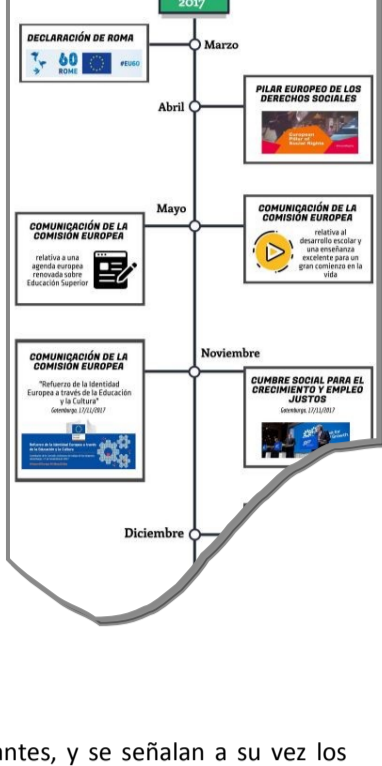 2017
DECLARACIÓN DE ROMA
60
ROME
#EU60
Marzo
Abril
PILAR EUROPEO DE LOS
DERECHOS SOCIALES
European
Pillar of
Social Rights
Mayo
COMUNICACIÓN DE LA
COMISIÓN EUROPEA
relativa a una
agenda europea
renovada sobre
Educación Superior
COMUNICACIÓN DE LA
COMISIÓN EUROPEA
relativa al
desarrollo escolar y
una enseñanza
excelente para un
gran comienzo en la
vida
Noviembre
COMUNICACIÓN DE LA
COMISIÓN EUROPEA
"Refuerzo de la Identidad
Europea a través de la Educación
y la Cultura"
Gotemburgo, 17/11/2017
Refuerzo de la Identidad Europea a través
de la Educación y la Cultura
CUMBRE SOCIAL PARA EL
CRECIMIENTO Y EMPLEO
JUSTOS
Gotemburgo, 17/11/2017
Diciembre
antes, y se señalan a su vez los